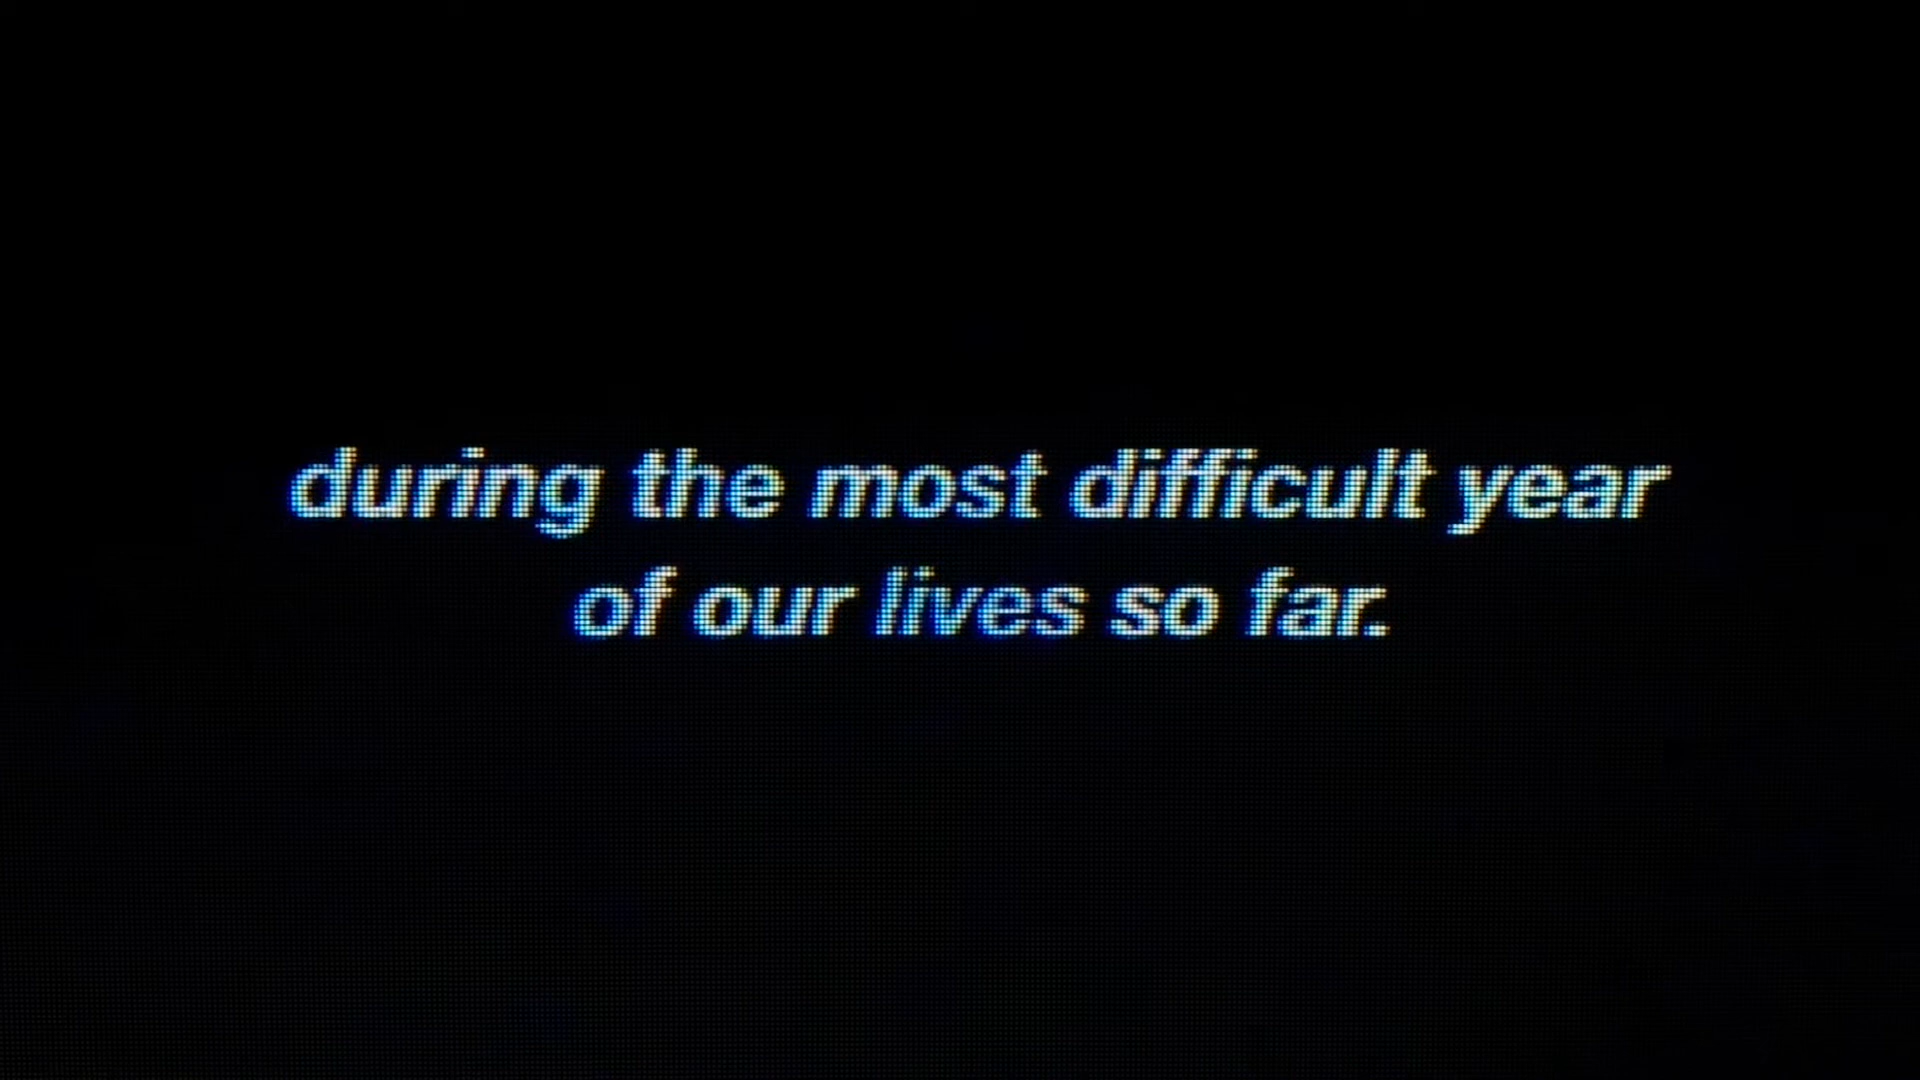 during the most difficult year
of our lives so far.